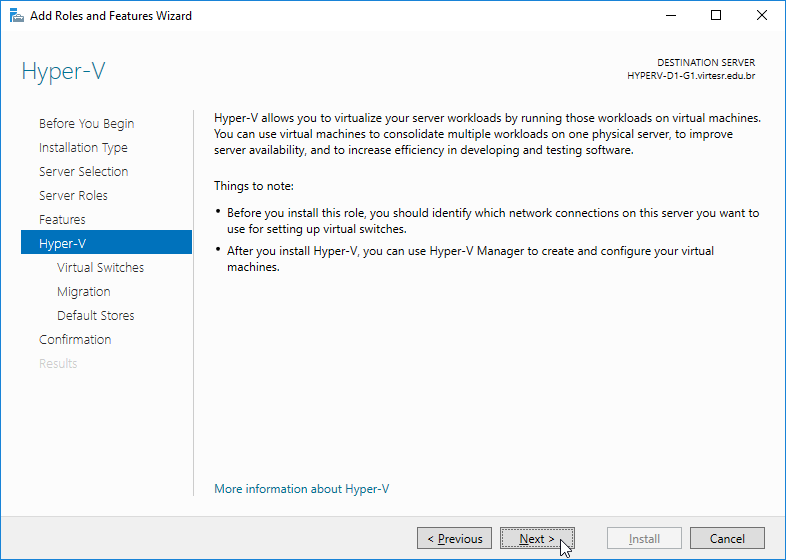 Add Roles and Features Wizard
Hyper-V
DESTINATION SERVER
HYPERV-D1-G1.virtesr.edu.br
Before You Begin
Installation Type
Server Selection
Server Roles
Features
Hyper-V
Virtual Switches
Migration
Default Stores
Confirmation
Results
Hyper-V allows you to virtualize your server workloads by running those workloads on virtual machines.
You can use virtual machines to consolidate multiple workloads on one physical server, to improve
server availability, and to increase efficiency in developing and testing software.
Things to note:
• Before you install this role, you should identify which network connections on this server you want to
use for setting up virtual switches.
• After you install Hyper-V, you can use Hyper-V Manager to create and configure your virtual
machines.
More information about Hyper-V
< Previous
Next >
Install
Cancel